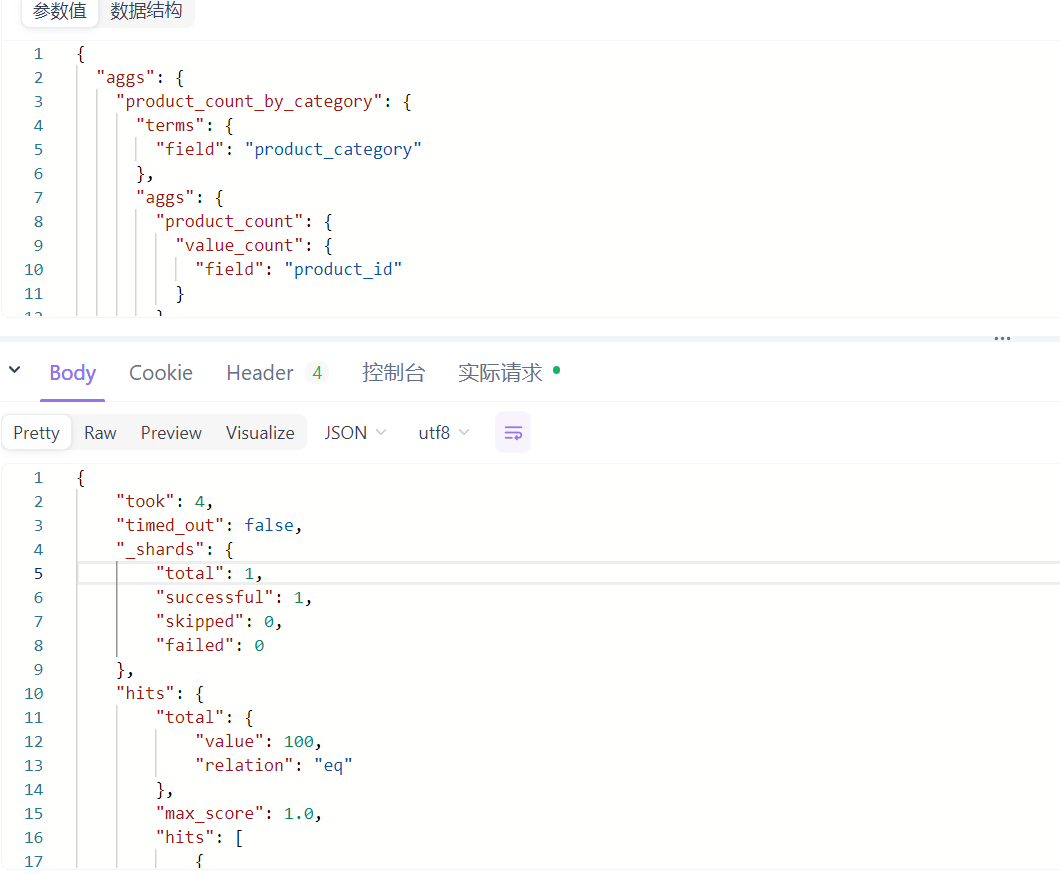 参数值 数据结构
1 {
2 "aggs": {
3 "product_count_by_category": {
4 "terms": {
5 "field": "product_category"
6 },
7 "aggs": {
8 "product_count": {
9 "value_count": {
10 "field": "product_id"
11 }
12 }
Body Cookie Header 4 控制台 实际请求
Pretty Raw Preview Visualize JSON utf8
1 {
2 "took": 4,
3 "timed_out": false,
4 "_shards": {
5 "total": 1,
6 "successful": 1,
7 "skipped": 0,
8 "failed": 0
9 },
10 "hits": {
11 "total": {
12 "value": 100,
13 "relation": "eq"
14 },
15 "max_score": 1.0,
16 "hits": [
17 {